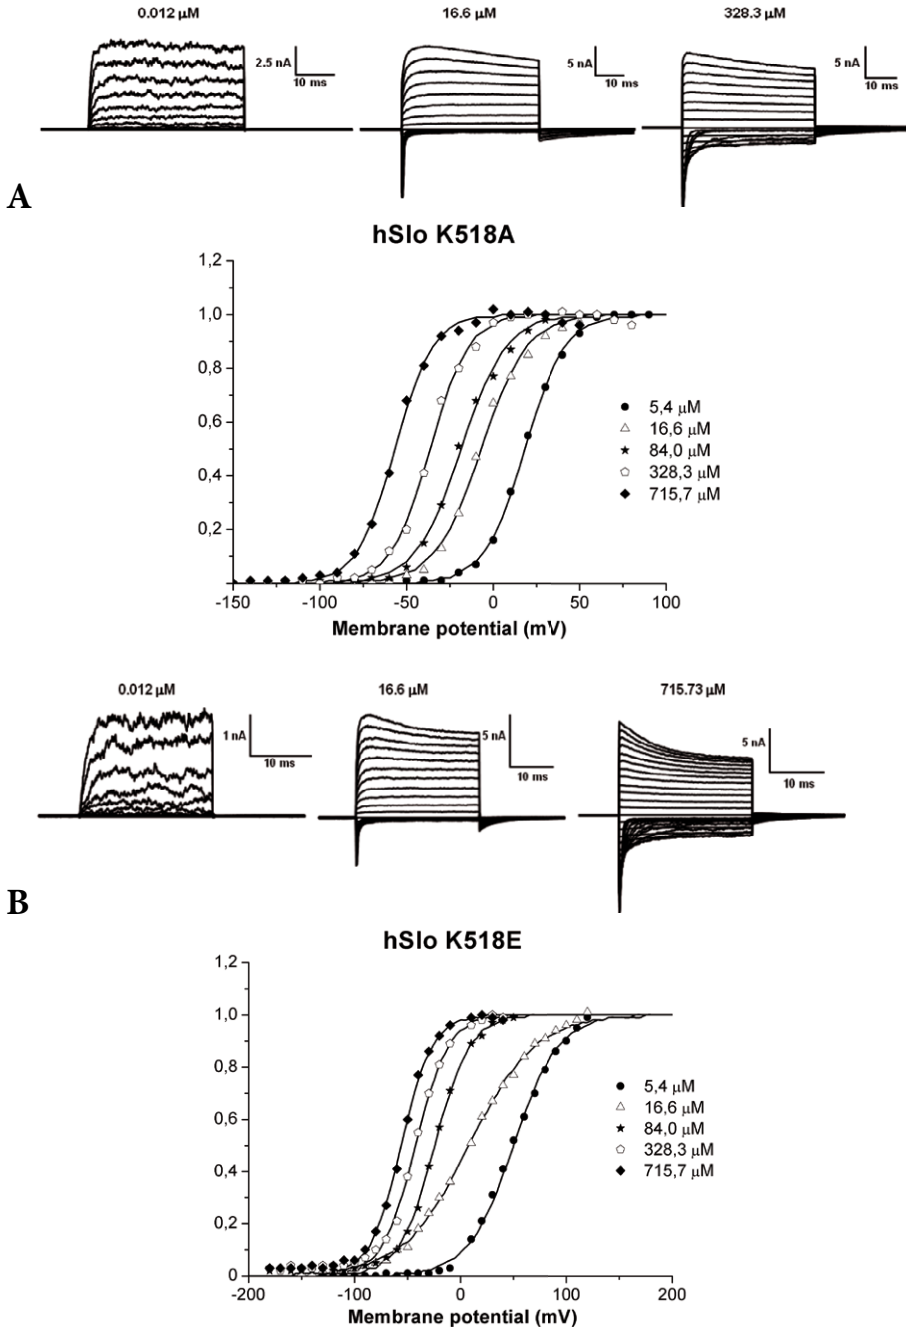 0.012 μM 16.6 μM 328.3 μM
2.5 nA 10 ms 5 nA 10 ms 5 nA 10 ms
A
hSlo K518A
1,2
1,0
0,8
0,6
0,4
0,2
5,4 μM
16,6 μM
84,0 μM
328,3 μM
715,7 μM
-150 -100 -50 0 50 100
Membrane potential (mV)
0.012 μM 16.6 μM 715.73 μM
1 nA 10 ms 5 nA 10 ms 5 nA 10 ms
B
hSlo K518E
1,2
1,0
0,8
0,6
0,4
0,2
0
5,4 μM
16,6 μM
84,0 μM
328,3 μM
715,7 μM
-200 -100 0 100 200
Membrane potential (mV)